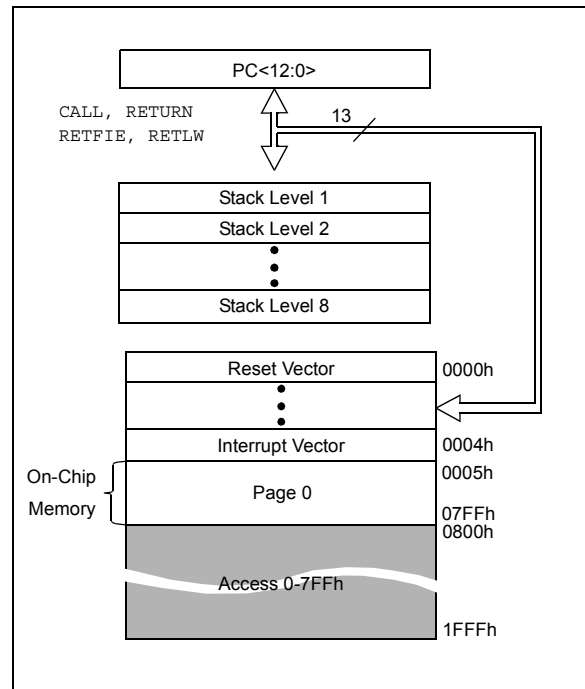 PC<12:0>
CALL, RETURN
RETFIE, RETLW
13
Stack Level 1
Stack Level 2
Stack Level 8
Reset Vector
0000h
Interrupt Vector
0004h
0005h
On-Chip
Memory
Page 0
07FFh
0800h
Access 0-7FFh
1FFFh